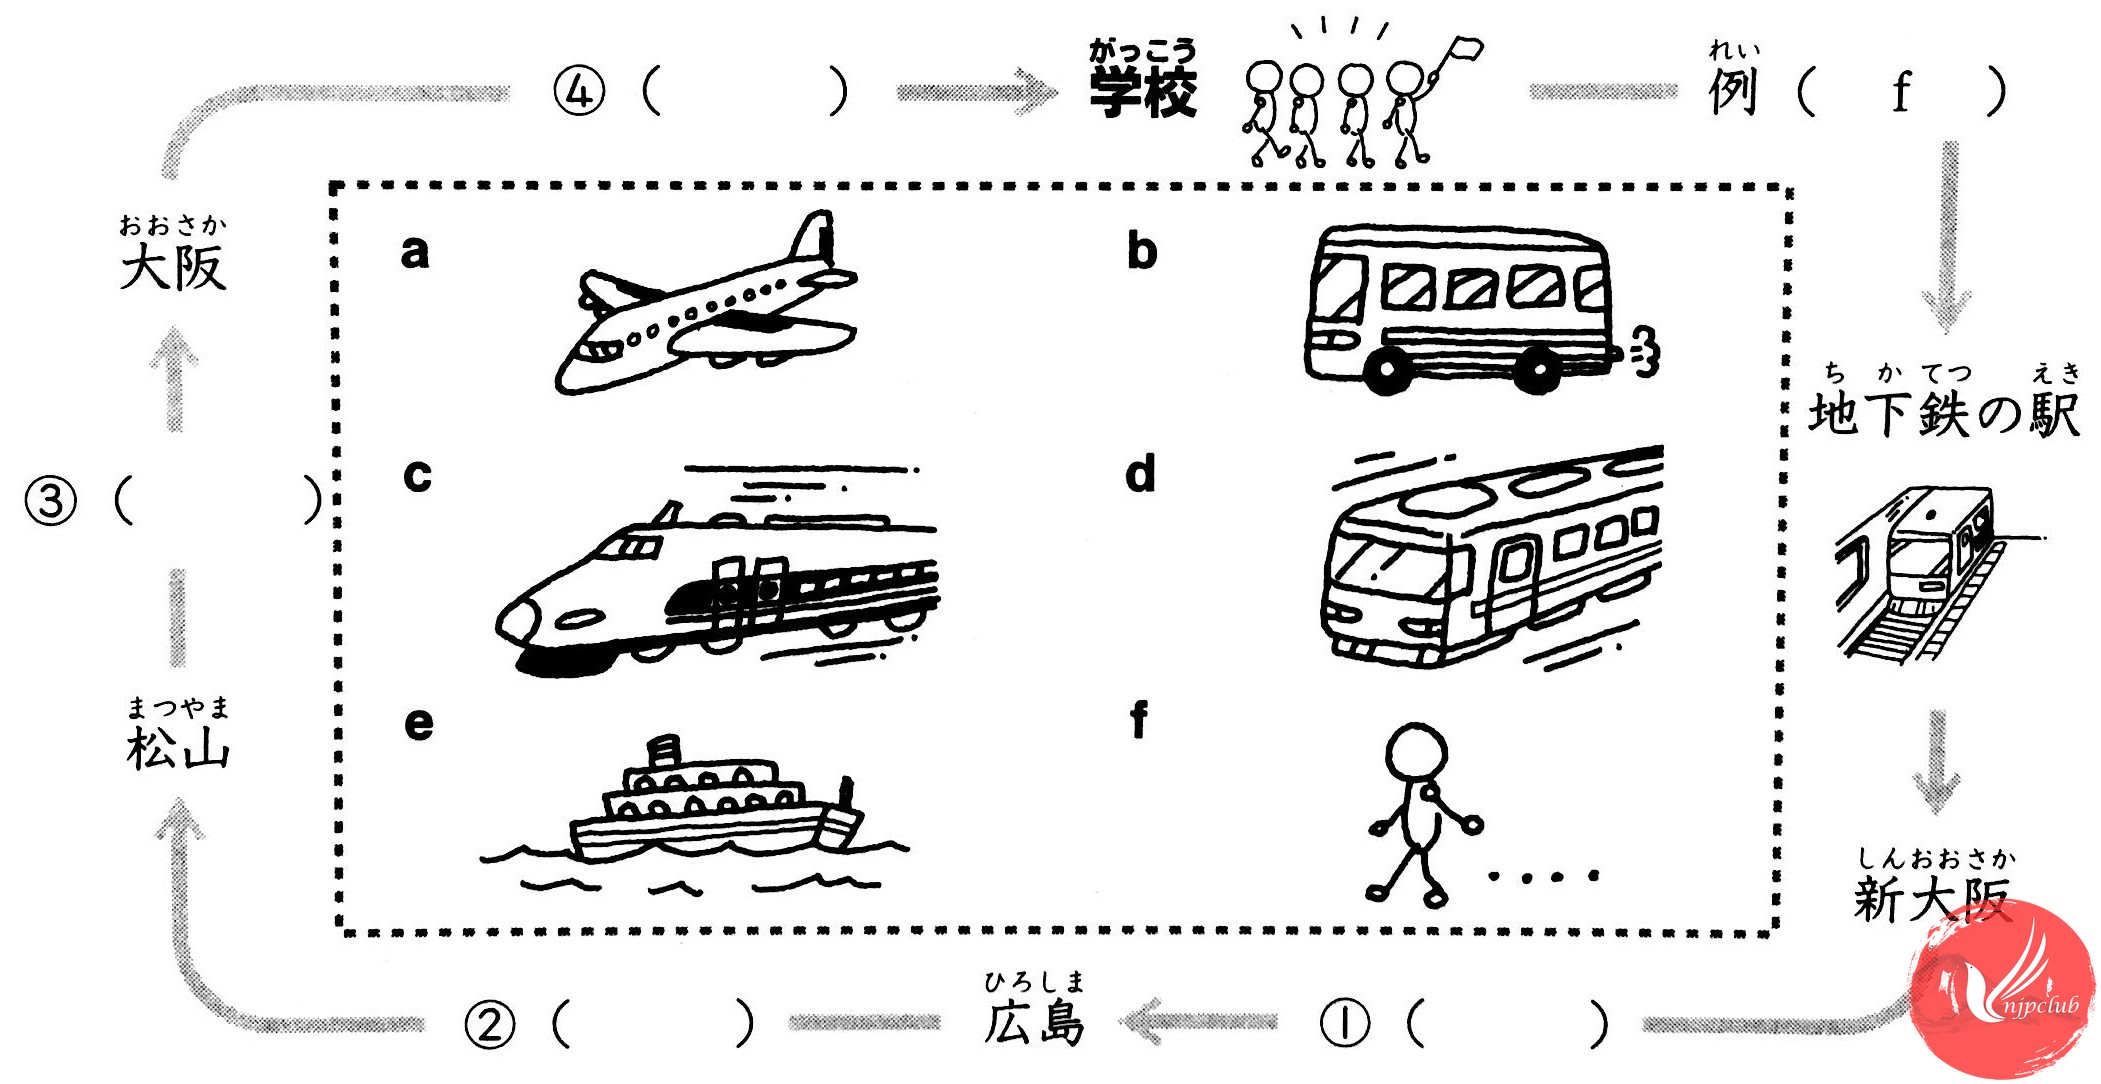 ④ (    )
がっこう
学校
れい
例 ( f )
おおさか
大阪
a
b
ちかてつ えき
地下鉄の駅
③ (    )
c
d
まつやま
松山
e
f
しんおおさか
新大阪
② (    )
ひろしま
広島
① (    )
njpclub